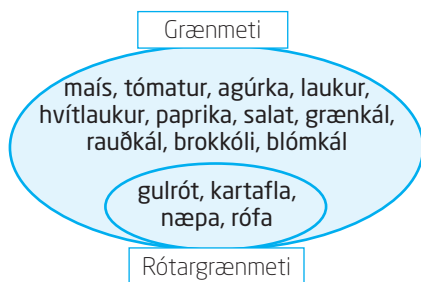 Grænmeti
maís, tómatur, agúrka, laukur,
hvítlaukur, paprika, salat, grænkál,
rauðkál, brokkóli, blómkál
gulrót, kartafla,
næpa, rófa
Rótargrænmeti